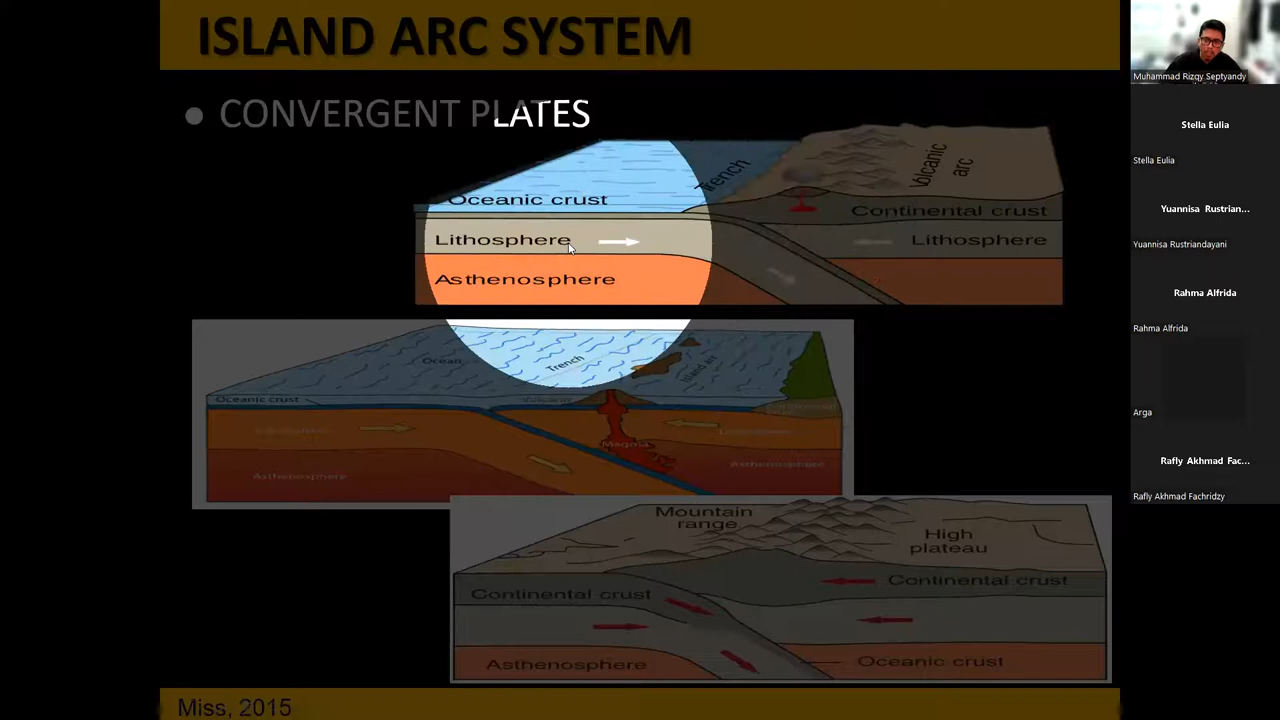 ISLAND ARC SYSTEM
● CONVERGENT PLATES
Oceanic crust
Trench
Volcanic
arc
Continental crust
Lithosphere
Lithosphere
Asthenosphere
Ocean
Trench
Island arc
Oceanic crust
Volcano
Magma
Asthenosphere
Asthenosphere
Mountain
range
High
plateau
Continental crust
Continental crust
Asthenosphere
Oceanic crust
Miss, 2015
Muhammad Rizqy Septyandy
Stella Eulia
Stella Eulia
Yuannisa Rustrian...
Yuannisa Rustriandayani
Rahma Alfrida
Rahma Alfrida
Arga
Rafly Akhmad Fac...
Rafly Akhmad Fachridzy